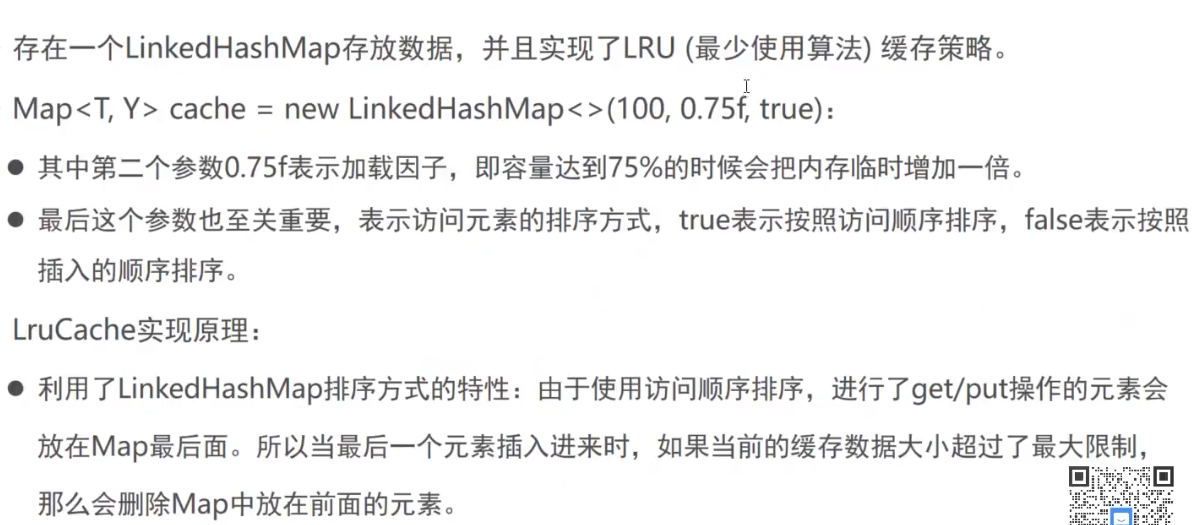 存在一个LinkedHashMap存放数据，并且实现了LRU (最少使用算法) 缓存策略。
Map<T, Y> cache = new LinkedHashMap<>(100, 0.75f, true)：
● 其中第二个参数0.75f表示加载因子，即容量达到75%的时候会把内存临时增加一倍。
● 最后这个参数也至关重要，表示访问元素的排序方式，true表示按照访问顺序排序，false表示按照
插入的顺序排序。
LruCache实现原理：
● 利用了LinkedHashMap排序方式的特性：由于使用访问顺序排序，进行了get/put操作的元素会
放在Map最后面。所以当最后一个元素插入进来时，如果当前的缓存数据大小超过了最大限制，
那么会删除Map中放在前面的元素。